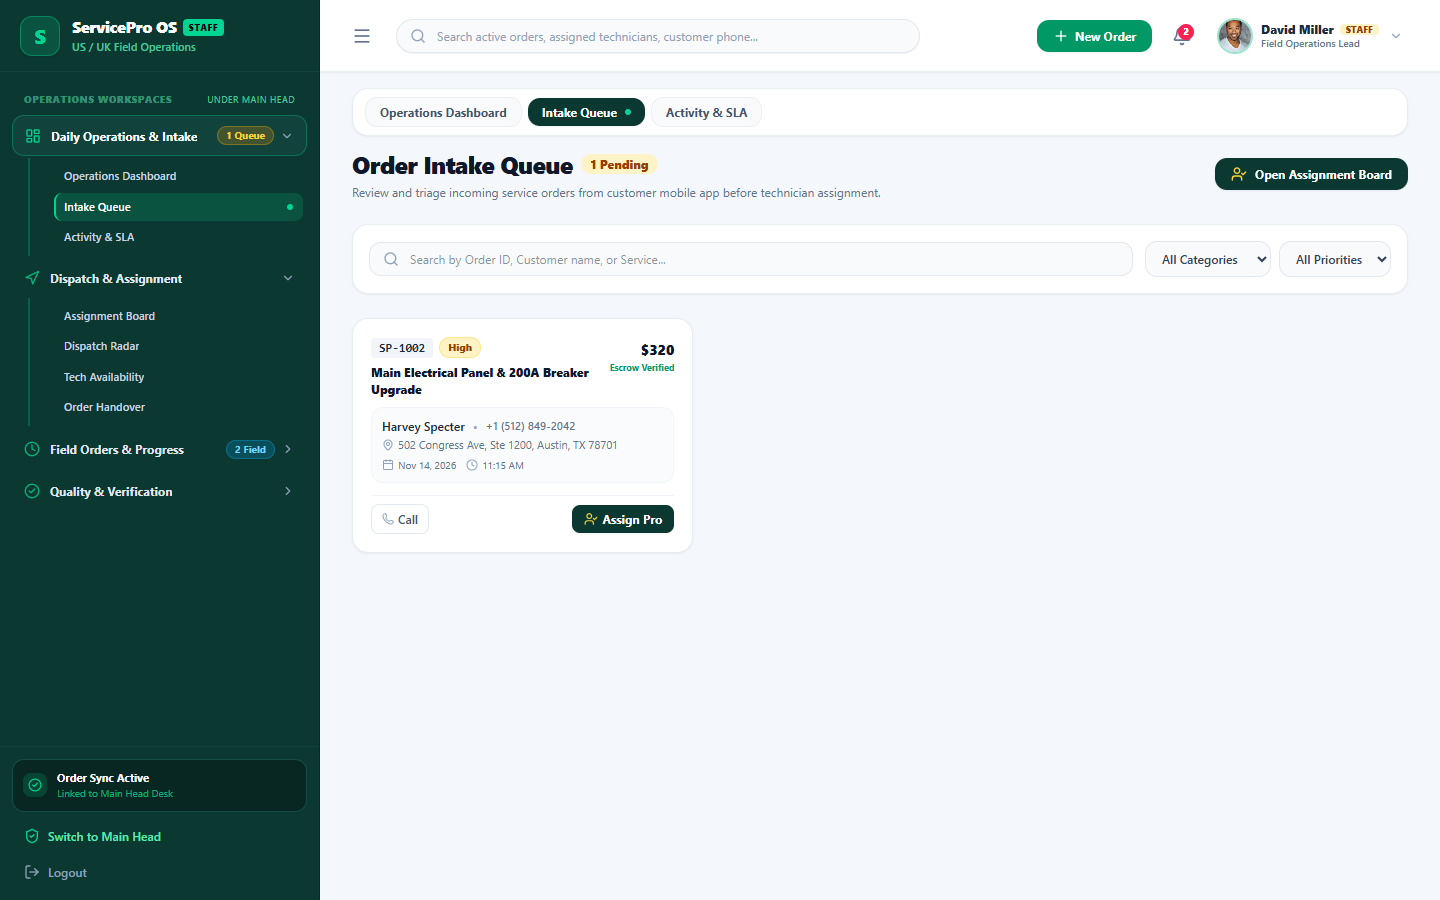 S
ServicePro OS STAFF
US / UK Field Operations
OPERATIONS WORKSPACES UNDER MAIN HEAD
Daily Operations & Intake 1 Queue
Operations Dashboard
Intake Queue
Activity & SLA
Dispatch & Assignment
Assignment Board
Dispatch Radar
Tech Availability
Order Handover
Field Orders & Progress 2 Field
Quality & Verification
Order Sync Active
Linked to Main Head Desk
Switch to Main Head
Logout
Search active orders, assigned technicians, customer phone...
New Order
2
David Miller STAFF
Field Operations Lead
Operations Dashboard Intake Queue Activity & SLA
Order Intake Queue 1 Pending
Review and triage incoming service orders from customer mobile app before technician assignment.
Open Assignment Board
Search by Order ID, Customer name, or Service...
All Categories All Priorities
SP-1002 High $320
Escrow Verified
Main Electrical Panel & 200A Breaker
Upgrade
Harvey Specter • +1 (512) 849-2042
502 Congress Ave, Ste 1200, Austin, TX 78701
Nov 14, 2026 11:15 AM
Call Assign Pro